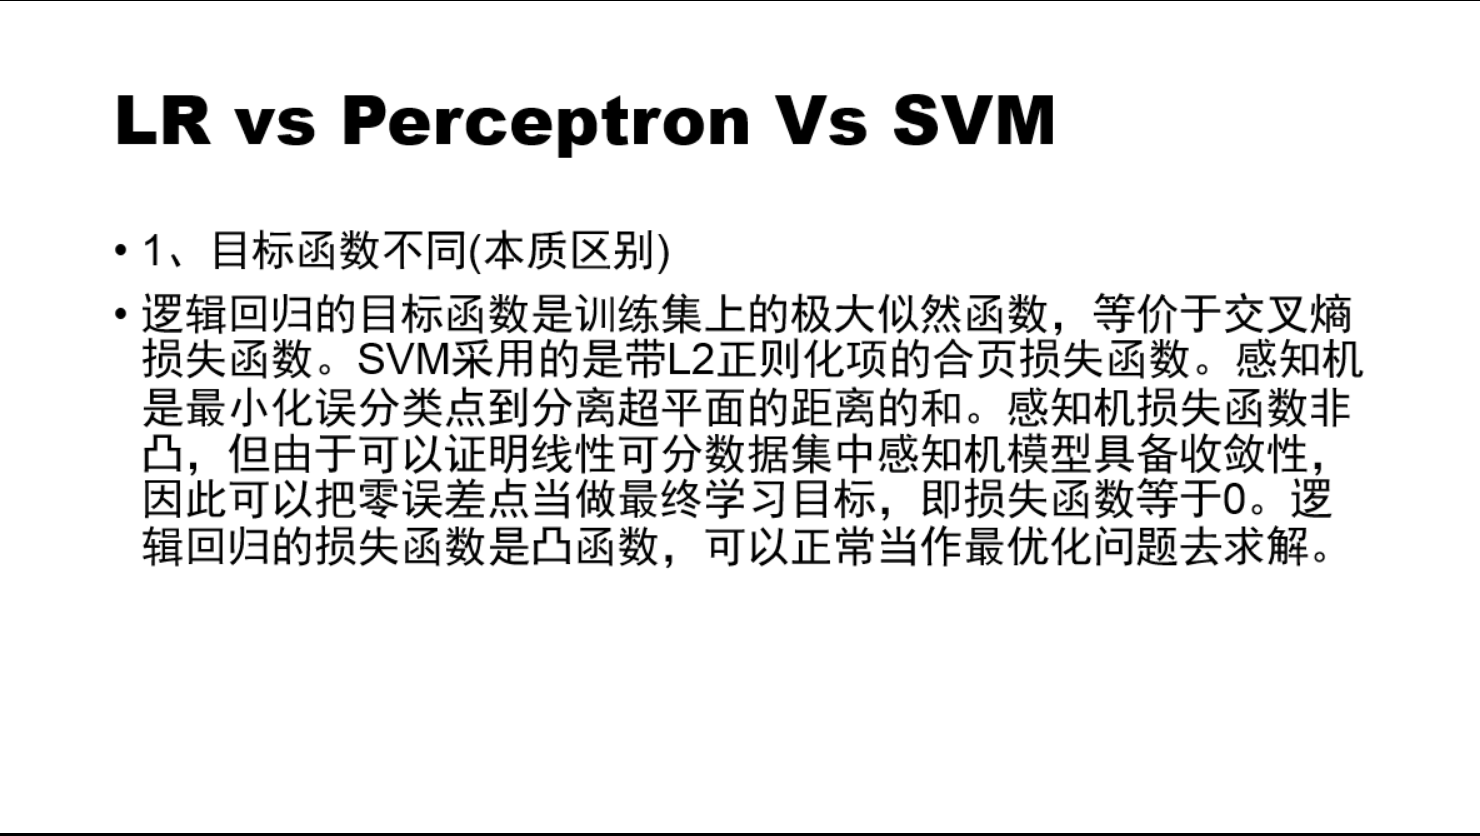 LR vs Perceptron Vs SVM
• 1、目标函数不同(本质区别)
• 逻辑回归的目标函数是训练集上的极大似然函数，等价于交叉熵
损失函数。SVM采用的是带L2正则化项的合页损失函数。感知机
是最小化误分类点到分离超平面的距离的和。感知机损失函数非
凸，但由于可以证明线性可分数据集中感知机模型具备收敛性，
因此可以把零误差点当做最终学习目标，即损失函数等于0。逻
辑回归的损失函数是凸函数，可以正常当作最优化问题去求解。